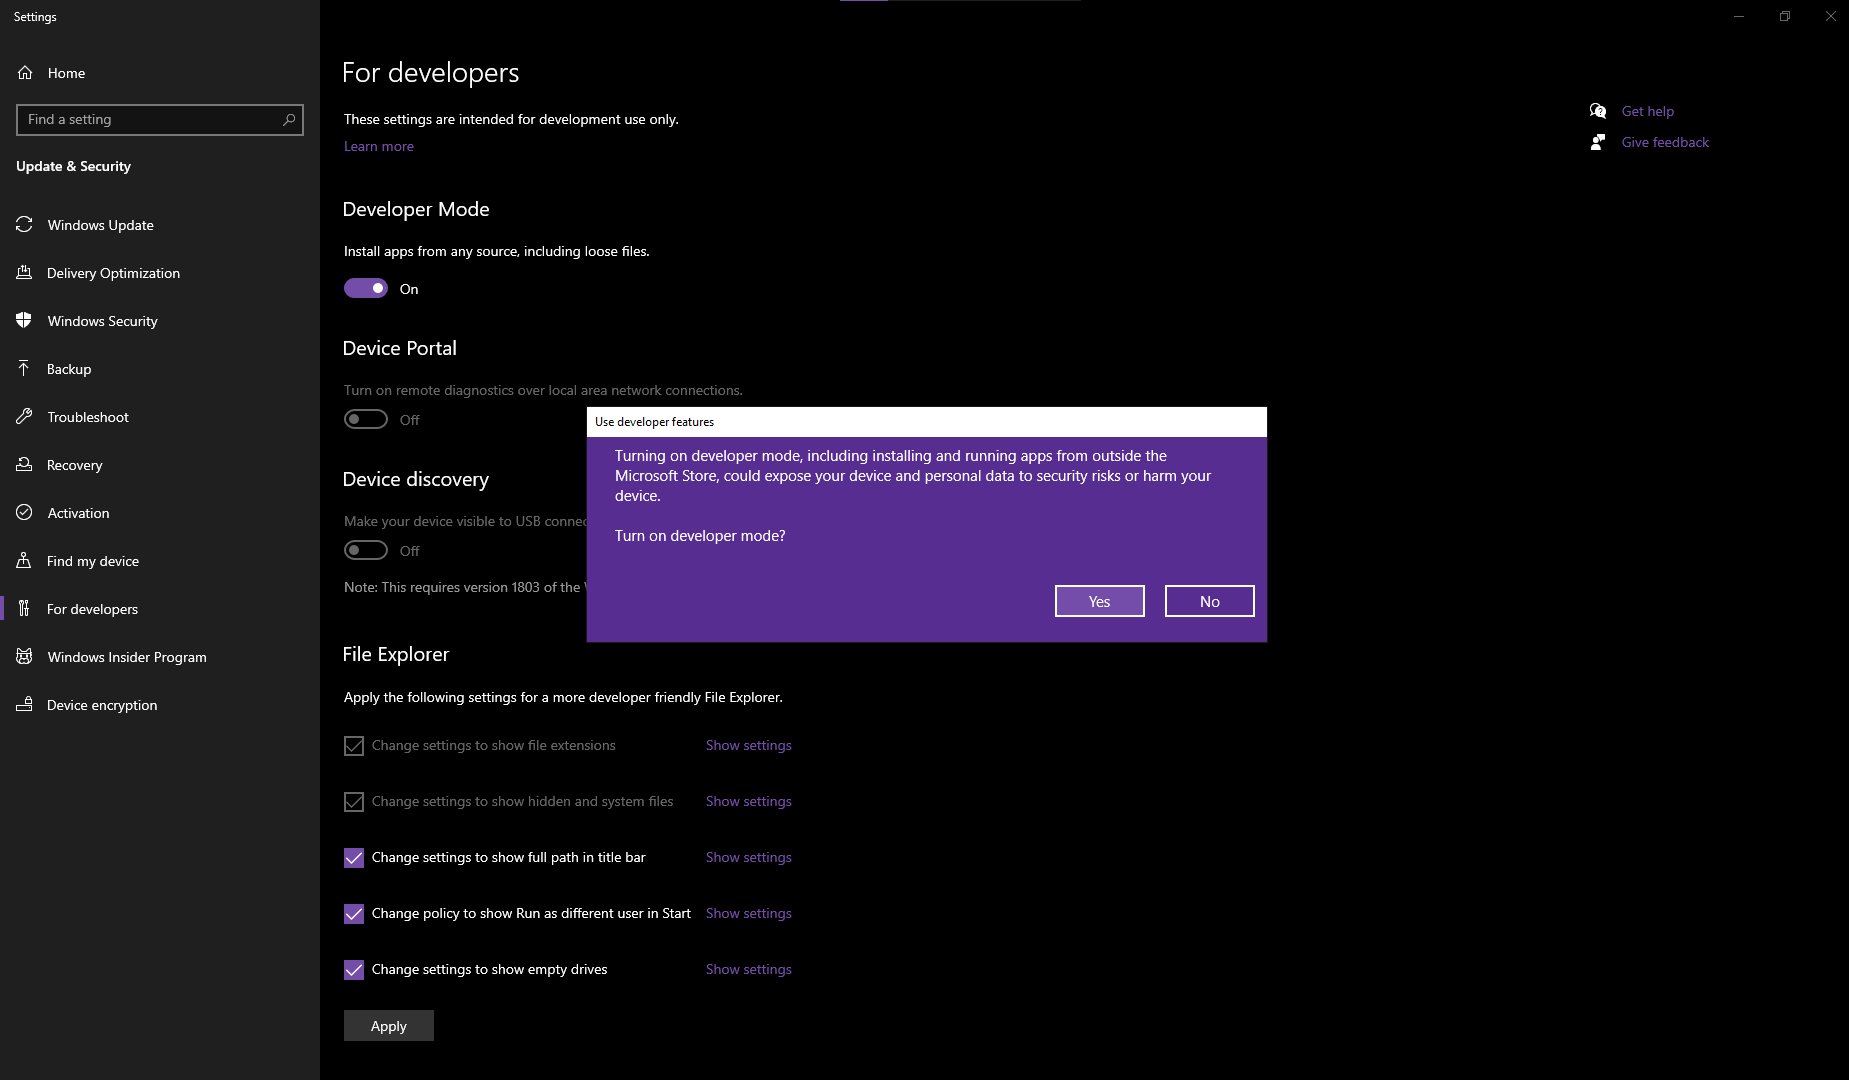 Settings
Home
Find a setting
Update & Security
Windows Update
Delivery Optimization
Windows Security
Backup
Troubleshoot
Recovery
Activation
Find my device
For developers
Windows Insider Program
Device encryption
For developers
These settings are intended for development use only.
Learn more
Get help
Give feedback
Developer Mode
Install apps from any source, including loose files.
On
Device Portal
Turn on remote diagnostics over local area network connections.
Off
Device discovery
Make your device visible to USB
Off
Note: This requires version 1803 of the
Use developer features
Turning on developer mode, including installing and running apps from outside the
Microsoft Store, could expose your device and personal data to security risks or harm your
device.
Turn on developer mode?
Yes
No
File Explorer
Apply the following settings for a more developer friendly File Explorer.
Change settings to show file extensions
Show settings
Change settings to show hidden and system files
Show settings
Change settings to show full path in title bar
Show settings
Change policy to show Run as different user in Start
Show settings
Change settings to show empty drives
Show settings
Apply